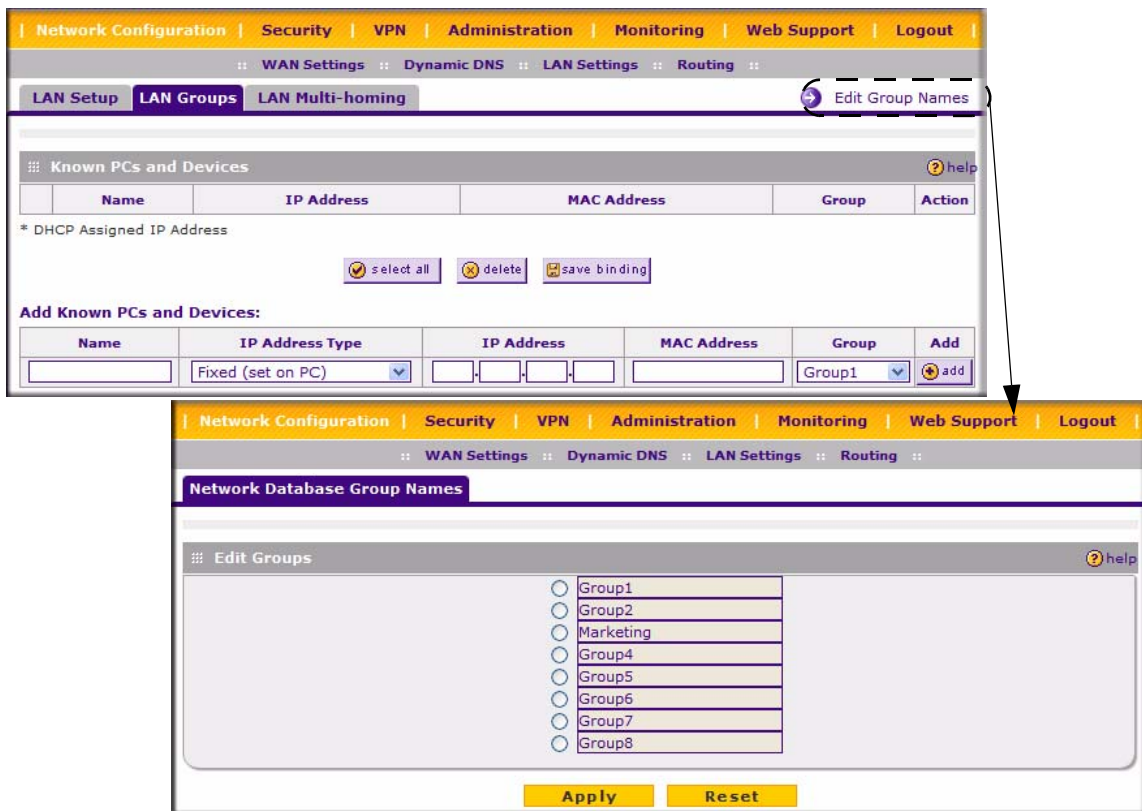 | Network Configuration | Security | VPN | Administration | Monitoring | Web Support | Logout |
:: WAN Settings :: Dynamic DNS :: LAN Settings :: Routing ::
LAN Setup LAN Groups LAN Multi-homing Edit Group Names
Known PCs and Devices ? help
Name IP Address MAC Address Group Action
* DHCP Assigned IP Address
select all delete save binding
Add Known PCs and Devices:
Name IP Address Type IP Address MAC Address Group Add
Fixed (set on PC) . . . Group1 add
| Network Configuration | Security | VPN | Administration | Monitoring | Web Support | Logout |
:: WAN Settings :: Dynamic DNS :: LAN Settings :: Routing ::
Network Database Group Names
Edit Groups ? help
Group1
Group2
Marketing
Group4
Group5
Group6
Group7
Group8
Apply Reset